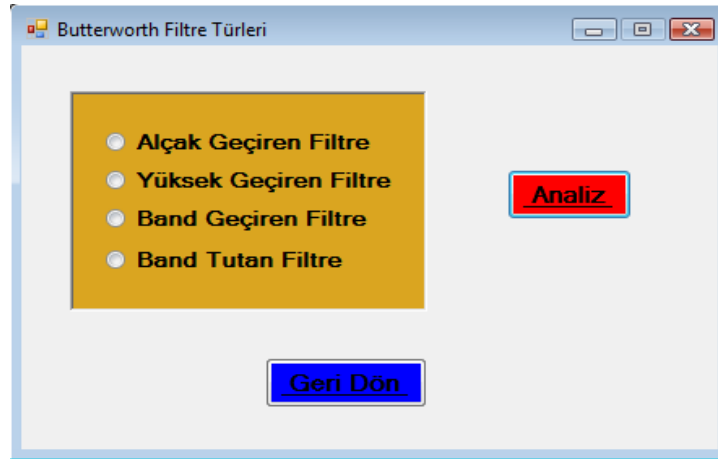 Butterworth Filtre Türleri
Alçak Geçiren Filtre
Yüksek Geçiren Filtre
Analiz
Band Geçiren Filtre
Band Tutan Filtre
Geri Dön